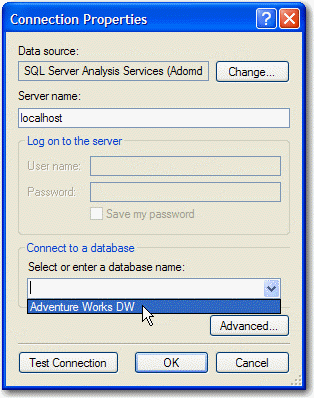 Connection Properties
Data source:
SQL Server Analysis Services (Adomd
Change...
Server name:
localhost
Log on to the server
User name:
Password:
Save my password
Connect to a database
Select or enter a database name:
Adventure Works DW
Advanced...
Test Connection
OK
Cancel